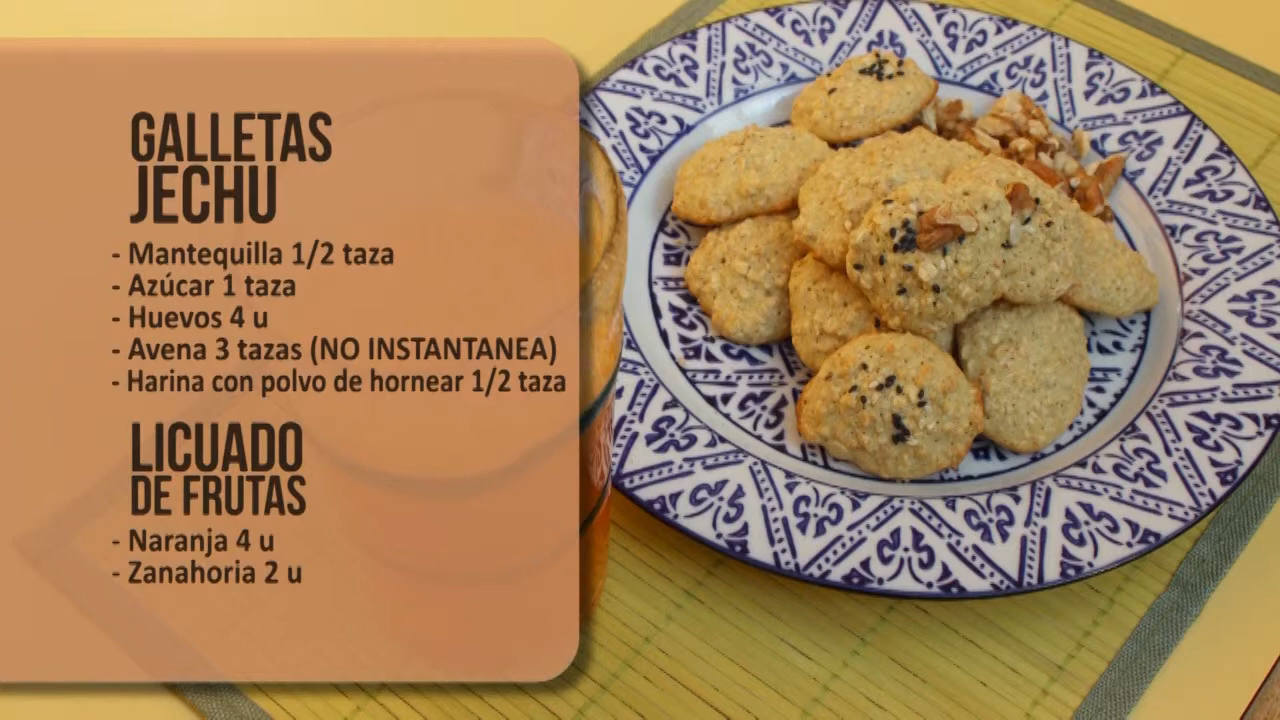 GALLETAS
JECHU
- Mantequilla 1/2 taza
- Azúcar 1 taza
- Huevos 4 u
- Avena 3 tazas (NO INSTANTANEA)
- Harina con polvo de hornear 1/2 taza
LICUADO
DE FRUTAS
- Naranja 4 u
- Zanahoria 2 u